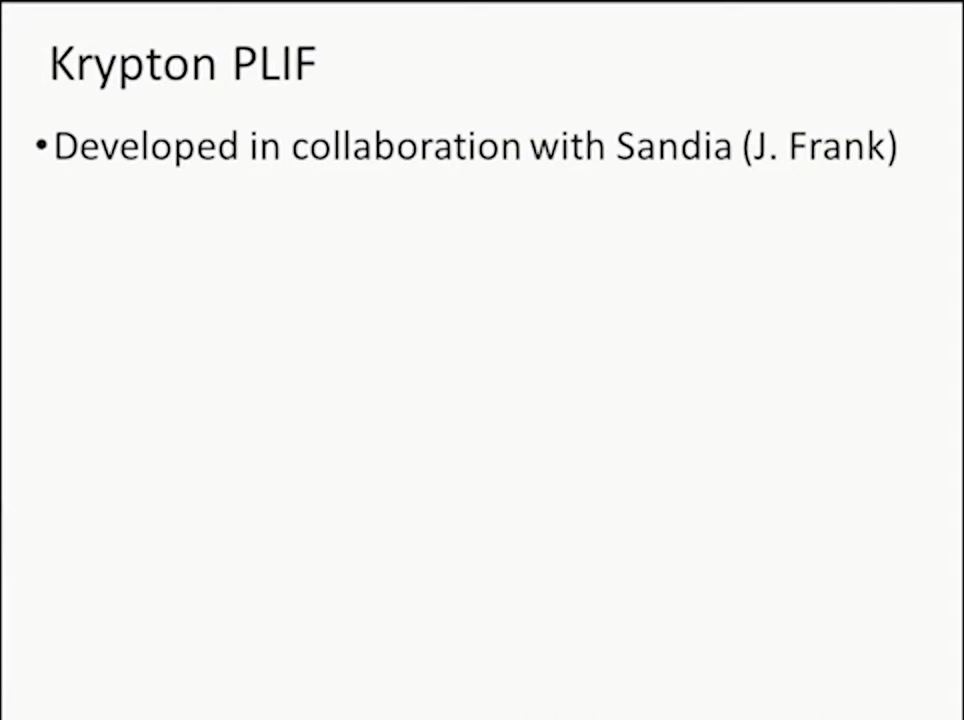 Krypton PLIF
•Developed in collaboration with Sandia (J. Frank)